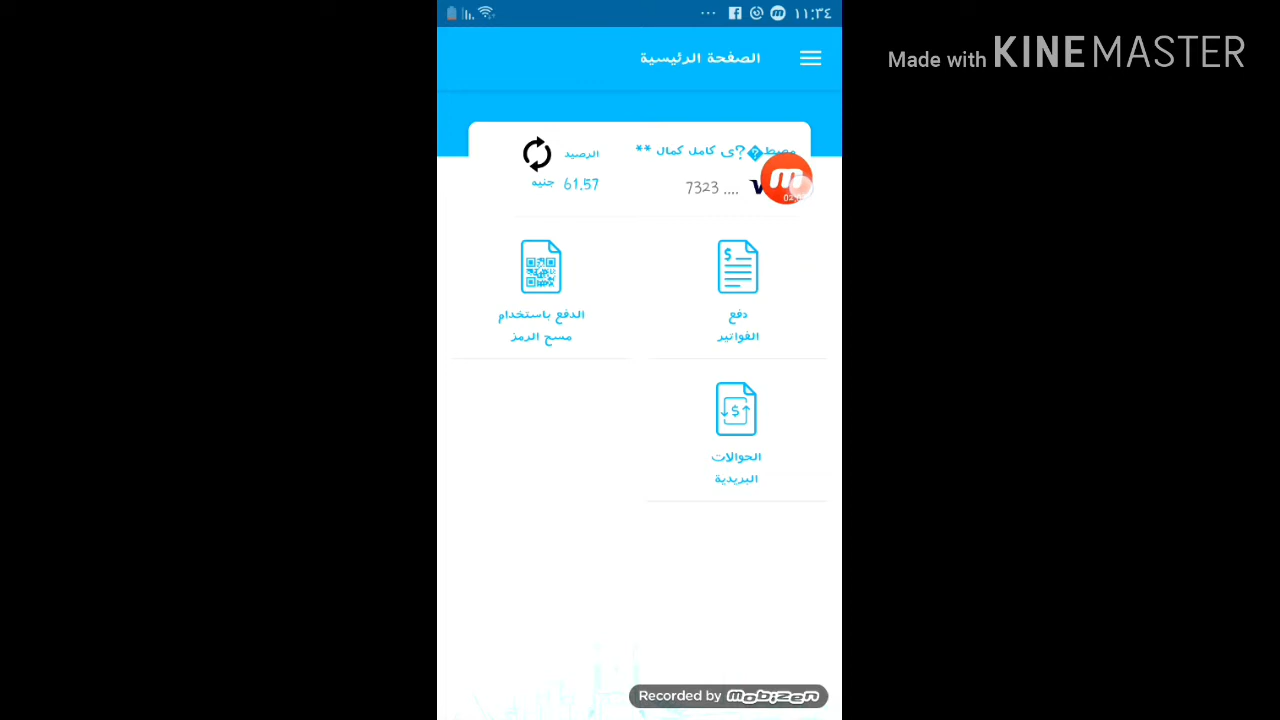 ١١:٣٤
Made with KINEMASTER
الصفحة الرئيسية
كامل كمال **
الرصيد
7323 ....
61.57 جنيه
دفع
الفواتير
الدفع باستخدام
مسح الرمز
الحوالات
البريدية
Recorded by MOBIZEN